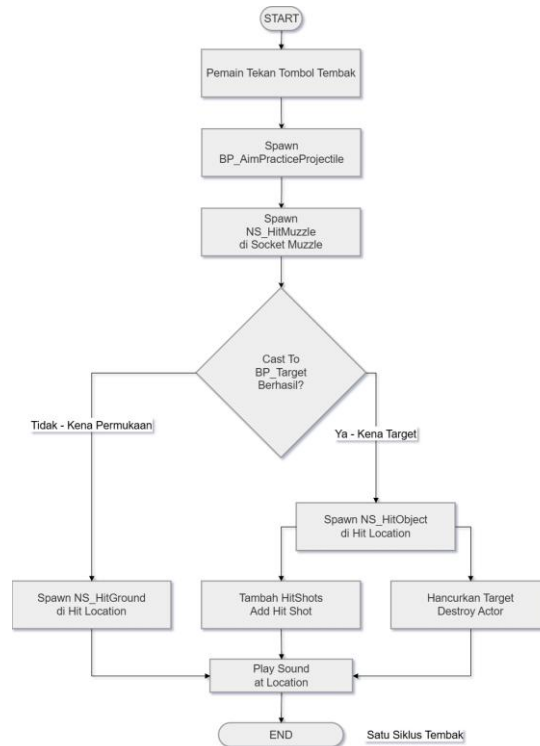 START
Pemain Tekan Tombol Tembak
Spawn
BP_AimPracticeProjectile
Spawn
NS_HitMuzzle
di Socket Muzzle
Cast To
BP_Target
Berhasil?
Tidak - Kena Permukaan
Ya - Kena Target
Spawn NS_HitObject
di Hit Location
Spawn NS_HitGround
di Hit Location
Tambah HitShots
Add Hit Shot
Hancurkan Target
Destroy Actor
Play Sound
at Location
END
Satu Siklus Tembak